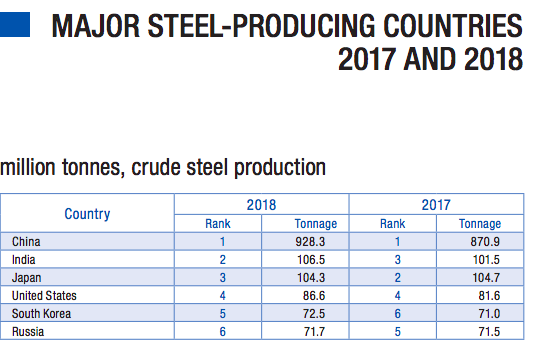 MAJOR STEEL-PRODUCING COUNTRIES
2017 AND 2018
million tonnes, crude steel production
Country 2018 2017
Rank Tonnage Rank Tonnage
China 1 928.3 1 870.9
India 2 106.5 3 101.5
Japan 3 104.3 2 104.7
United States 4 86.6 4 81.6
South Korea 5 72.5 6 71.0
Russia 6 71.7 5 71.5